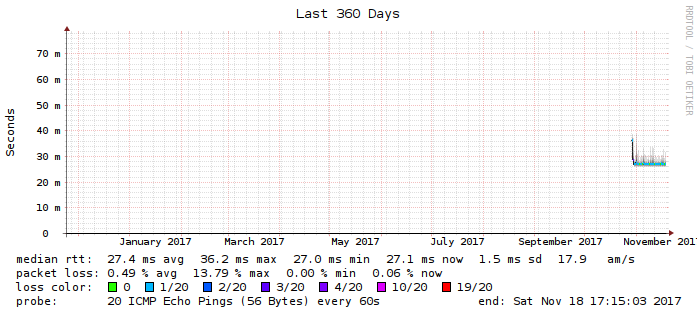 Last 360 Days
RRDTOOL / TOBI OETIKER
Seconds
70 m
60 m
50 m
40 m
30 m
20 m
10 m
0
January 2017 March 2017 May 2017 July 2017 September 2017 November 201
median rtt: 27.4 ms avg 36.2 ms max 27.0 ms min 27.1 ms now 1.5 ms sd 17.9 am/s
packet loss: 0.49 % avg 13.79 % max 0.00 % min 0.06 % now
loss color: 0 1/20 2/20 3/20 4/20 10/20 19/20
probe: 20 ICMP Echo Pings (56 Bytes) every 60s end: Sat Nov 18 17:15:03 2017